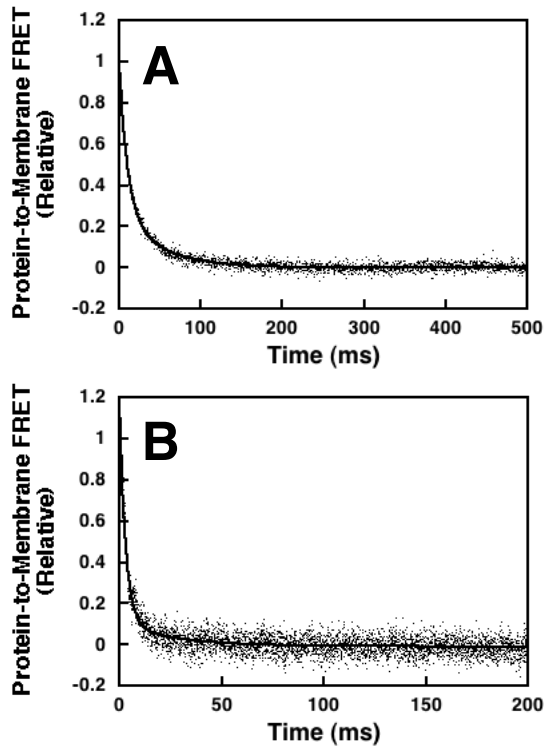 Protein-to-Membrane FRET
(Relative)
A
1.2
1
0.8
0.6
0.4
0.2
0
-0.2
0 100 200 300 400 500
Time (ms)
Protein-to-Membrane FRET
(Relative)
B
1.2
1
0.8
0.6
0.4
0.2
0
-0.2
0 50 100 150 200
Time (ms)